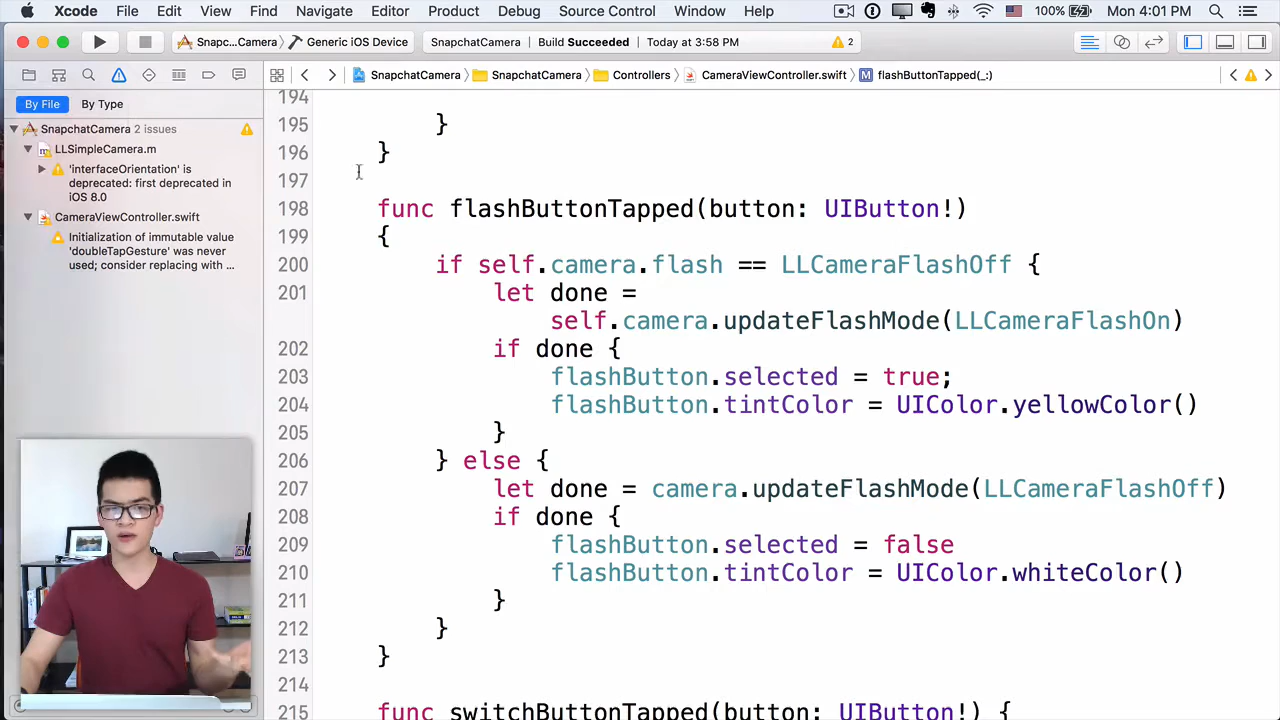 Xcode File Edit View Find Navigate Editor Product Debug Source Control Window Help 100% Mon 4:01 PM
Snapc...Camera Generic iOS Device SnapchatCamera Build Succeeded Today at 3:58 PM 2
SnapchatCamera SnapchatCamera Controllers CameraViewController.swift M flashButtonTapped(_:)
By File By Type
SnapchatCamera 2 issues
LLSimpleCamera.m
'interfaceOrientation' is
deprecated: first deprecated in
iOS 8.0
CameraViewController.swift
Initialization of immutable value
'doubleTapGesture' was never
used; consider replacing with ...
194
195 }
196 }
197
198 func flashButtonTapped(button: UIButton!)
199 {
200 if self.camera.flash == LLCameraFlashOff {
201 let done =
self.camera.updateFlashMode(LLCameraFlashOn)
202 if done {
203 flashButton.selected = true;
204 flashButton.tintColor = UIColor.yellowColor()
205 }
206 } else {
207 let done = camera.updateFlashMode(LLCameraFlashOff)
208 if done {
209 flashButton.selected = false
210 flashButton.tintColor = UIColor.whiteColor()
211 }
212 }
213 }
214
215 func switchButtonTapped(button: UIButton!) {